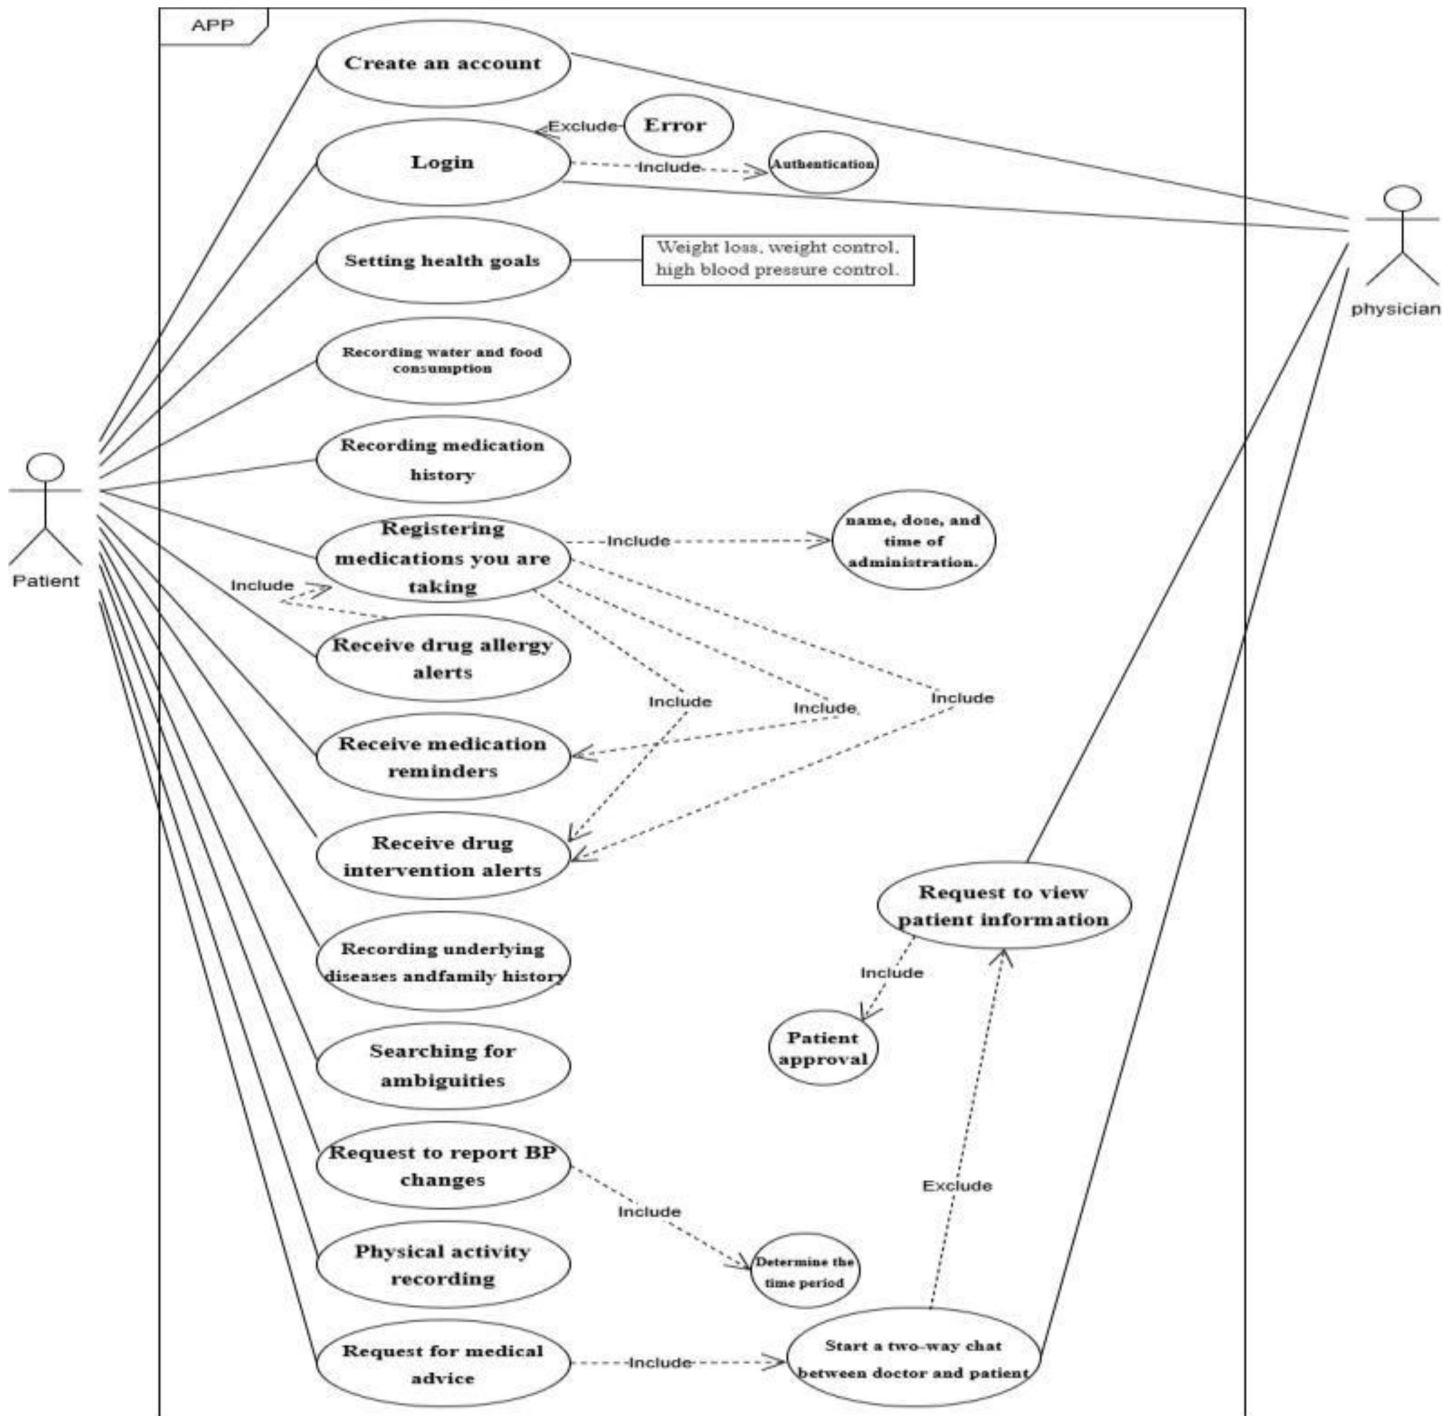 APP
Create an account
Exclude
Error
Login
Include
Authentication
Setting health goals
Weight loss, weight control,
high blood pressure control.
physician
Recording water and food
consumption
Recording medication
history
Patient
Registering
medications you are
taking
Include
name, dose, and
time of
administration.
Include
Receive drug allergy
alerts
Include
Include
Include
Receive medication
reminders
Receive drug
intervention alerts
Request to view
patient information
Include
Recording underlying
diseases andfamily history
Patient
approval
Searching for
ambiguities
Request to report BP
changes
Exclude
Include
Physical activity
recording
Determine the
time period
Request for medical
advice
Include
Start a two-way chat
between doctor and patient